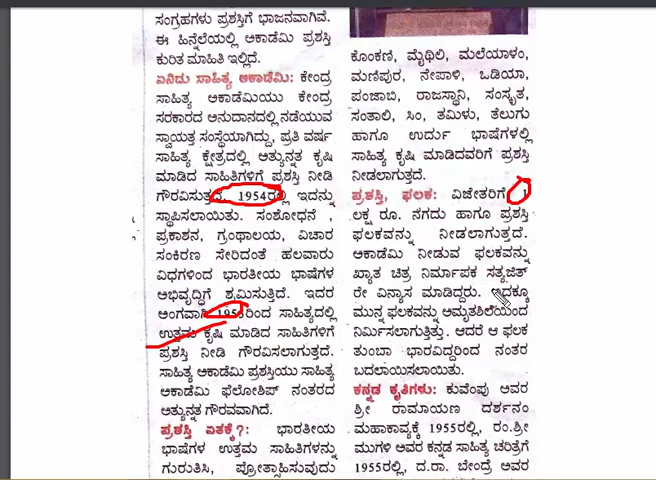 ಸಂಗ್ರಹಗಳು ಪ್ರಶಸ್ತಿಗೆ ಭಾಜನವಾಗಿವೆ.
ಈ ಹಿನ್ನೆಲೆಯಲ್ಲಿ ಅಕಾಡೆಮಿ ಪ್ರಶಸ್ತಿ
ಕುರಿತ ಮಾಹಿತಿ ಇಲ್ಲಿದೆ.
ಏನಿದು ಸಾಹಿತ್ಯ ಅಕಾಡೆಮಿ: ಕೇಂದ್ರ
ಸಾಹಿತ್ಯ ಅಕಾಡೆಮಿಯು ಕೇಂದ್ರ
ಸರಕಾರದ ಅನುದಾನದಲ್ಲಿ ನಡೆಯುವ
ಸ್ವಾಯತ್ತ ಸಂಸ್ಥೆಯಾಗಿದ್ದು, ಪ್ರತಿ ವರ್ಷ
ಸಾಹಿತ್ಯ ಕ್ಷೇತ್ರದಲ್ಲಿ ಅತ್ಯುನ್ನತ ಕೃಷಿ
ಮಾಡಿದ ಸಾಹಿತಿಗಳಿಗೆ ಪ್ರಶಸ್ತಿ ನೀಡಿ
ಗೌರವಿಸುತ್ತದೆ. 1954ರಲ್ಲಿ ಇದನ್ನು
ಸ್ಥಾಪಿಸಲಾಯಿತು. ಸಂಶೋಧನೆ ,
ಪ್ರಕಾಶನ, ಗ್ರಂಥಾಲಯ, ವಿಚಾರ
ಸಂಕಿರಣ ಸೇರಿದಂತೆ ಹಲವಾರು
ವಿಧಗಳಿಂದ ಭಾರತೀಯ ಭಾಷೆಗಳ
ಅಭಿವೃದ್ಧಿಗೆ ಶ್ರಮಿಸುತ್ತಿದೆ. ಇದರ
ಅಂಗವಾಗಿ 1955ರಿಂದ ಸಾಹಿತ್ಯದಲ್ಲಿ
ಉತ್ತಮ ಕೃಷಿ ಮಾಡಿದ ಸಾಹಿತಿಗಳಿಗೆ
ಪ್ರಶಸ್ತಿ ನೀಡಿ ಗೌರವಿಸಲಾಗುತ್ತದೆ.
ಸಾಹಿತ್ಯ ಅಕಾಡೆಮಿ ಪ್ರಶಸ್ತಿಯು ಸಾಹಿತ್ಯ
ಅಕಾಡೆಮಿ ಫೆಲೋಶಿಪ್ ನಂತರದ
ಅತ್ಯುನ್ನತ ಗೌರವವಾಗಿದೆ.
ಪ್ರಶಸ್ತಿ ಏತಕ್ಕೆ?: ಭಾರತೀಯ
ಭಾಷೆಗಳ ಉತ್ತಮ ಸಾಹಿತಿಗಳನ್ನು
ಗುರುತಿಸಿ, ಪ್ರೋತ್ಸಾಹಿಸುವುದು
ಕೊಂಕಣಿ, ಮೈಥಿಲಿ, ಮಲೆಯಾಳಂ,
ಮಣಿಪುರ, ನೇಪಾಳಿ, ಒಡಿಯಾ,
ಪಂಜಾಬಿ, ರಾಜಸ್ಥಾನಿ, ಸಂಸ್ಕೃತ,
ಸಂತಾಲಿ, ಸಿಂ, ತಮಿಳು, ತೆಲುಗು
ಹಾಗೂ ಉರ್ದು ಭಾಷೆಗಳಲ್ಲಿ
ಸಾಹಿತ್ಯ ಕೃಷಿ ಮಾಡಿದವರಿಗೆ ಪ್ರಶಸ್ತಿ
ನೀಡಲಾಗುತ್ತದೆ.
ಪ್ರಶಸ್ತಿ, ಫಲಕ: ವಿಜೇತರಿಗೆ 1
ಲಕ್ಷ ರೂ. ನಗದು ಹಾಗೂ ಪ್ರಶಸ್ತಿ
ಫಲಕವನ್ನು ನೀಡಲಾಗುತ್ತದೆ.
ಅಕಾಡೆಮಿ ನೀಡುವ ಫಲಕವನ್ನು
ಖ್ಯಾತ ಚಿತ್ರ ನಿರ್ಮಾಪಕ ಸತ್ಯಜಿತ್
ರೇ ವಿನ್ಯಾಸ ಮಾಡಿದ್ದರು. ಇದಕ್ಕೂ
ಮುನ್ನ ಫಲಕವನ್ನು ಅಮೃತಶಿಲೆಯಿಂದ
ನಿರ್ಮಿಸಲಾಗುತ್ತಿತ್ತು. ಆದರೆ ಆ ಫಲಕ
ತುಂಬಾ ಭಾರವಿದ್ದರಿಂದ ನಂತರ
ಬದಲಾಯಿಸಲಾಯಿತು.
ಕನ್ನಡ ಕೃತಿಗಳು: ಕುವೆಂಪು ಅವರ
ಶ್ರೀ ರಾಮಾಯಣ ದರ್ಶನಂ
ಮಹಾಕಾವ್ಯಕ್ಕೆ 1955ರಲ್ಲಿ, ರಂ.ಶ್ರೀ
ಮುಗಳಿ ಅವರ ಕನ್ನಡ ಸಾಹಿತ್ಯ ಚರಿತ್ರೆಗೆ
1955ರಲ್ಲಿ, ದ.ರಾ. ಬೇಂದ್ರೆ ಅವರ